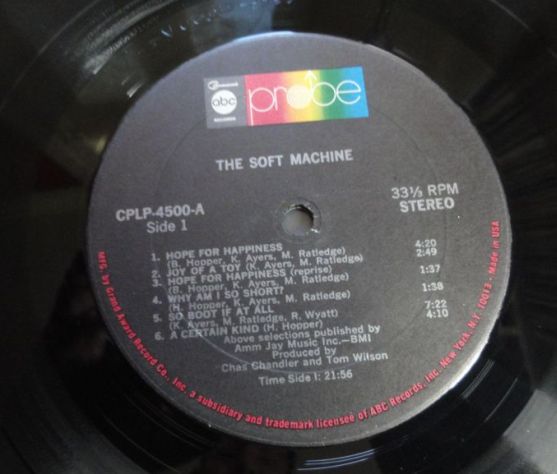 Command
abc
RECORDS
probe
THE SOFT MACHINE
CPLP-4500-A
Side 1
33⅓ RPM
STEREO
1. HOPE FOR HAPPINESS 4:20
(B. Hopper, K. Ayers, M. Ratledge)
2. JOY OF A TOY (K. Ayers, M. Ratledge) 2:49
3. HOPE FOR HAPPINESS (reprise) 1:37
(B. Hopper, K. Ayers, M. Ratledge)
4. WHY AM I SO SHORT? 1:38
(H. Hopper, K. Ayers, M. Ratledge)
5. SO BOOT IF AT ALL 7:22
(K. Ayers, M. Ratledge, R. Wyatt)
6. A CERTAIN KIND (H. Hopper) 4:10
Above selections published by
Amm Jay Music Inc.—BMI
Produced by
Chas Chandler and Tom Wilson
Time Side 1: 21:56
Mfg. by Grand Award Record Co., Inc. a subsidiary and trademark licensee of ABC Records, Inc. New York, N.Y. 10013 - Made in USA